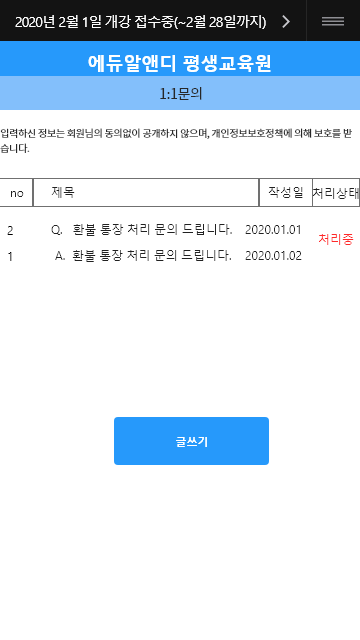 2020년 2월 1일 개강 접수중(~2월 28일까지)
에듀알앤디 평생교육원
1:1문의
입력하신 정보는 회원님의 동의없이 공개하지 않으며, 개인정보보호정책에 의해 보호를 받
습니다.
no 제목 작성일 처리상태
2 Q. 환불 통장 처리 문의 드립니다. 2020.01.01
처리중
1 A. 환불 통장 처리 문의 드립니다. 2020.01.02
글쓰기